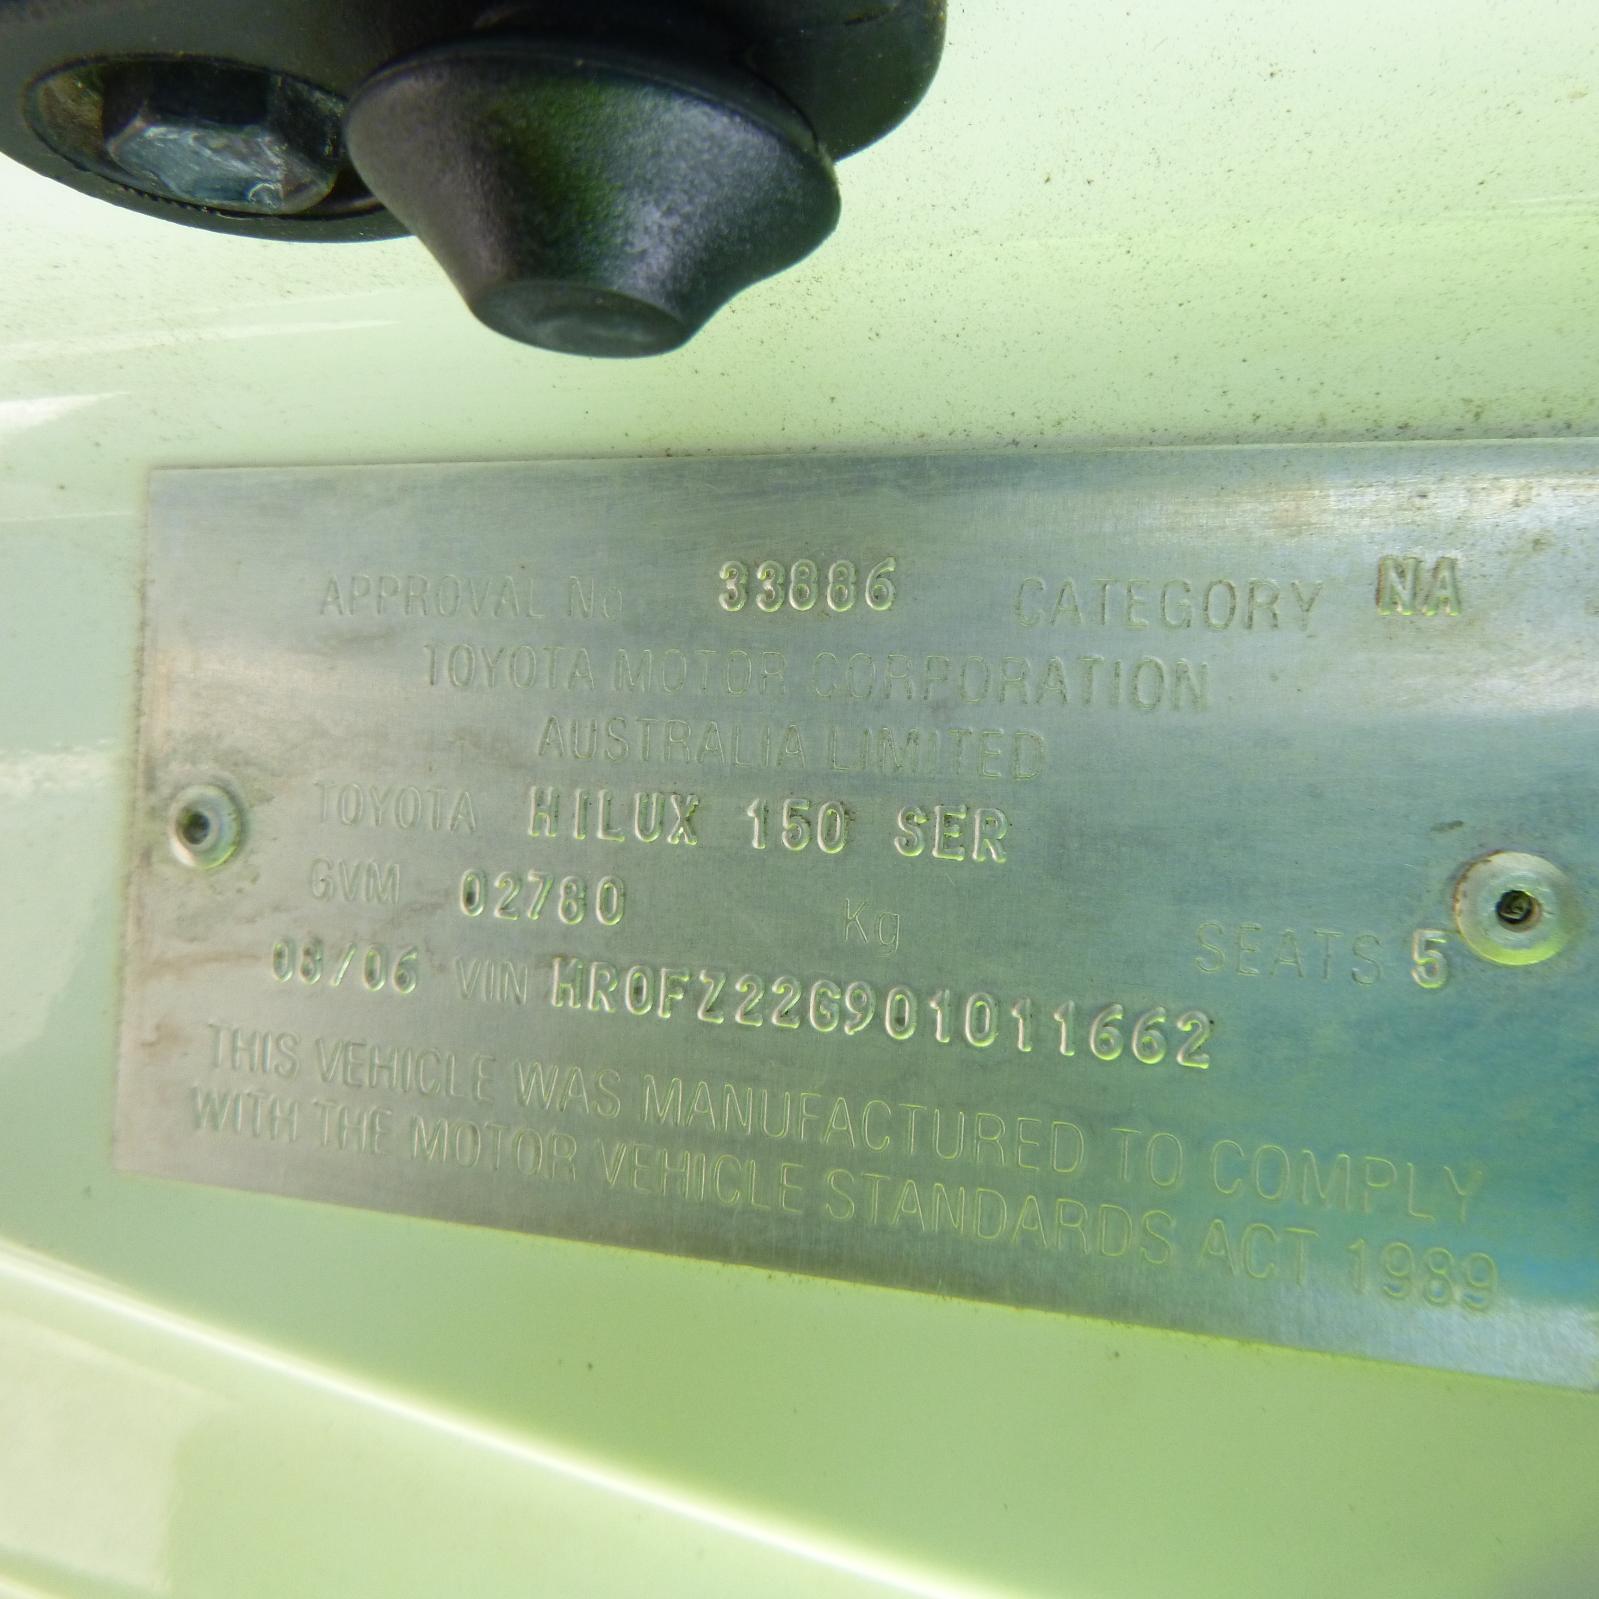 APPROVAL No 33886 CATEGORY NA
TOYOTA MOTOR CORPORATION
AUSTRALIA LIMITED
TOYOTA HILUX 150 SER
GVM 02780 Kg SEATS 5
08/06 VIN MR0FZ22G901011662
THIS VEHICLE WAS MANUFACTURED TO COMPLY
WITH THE MOTOR VEHICLE STANDARDS ACT 1989